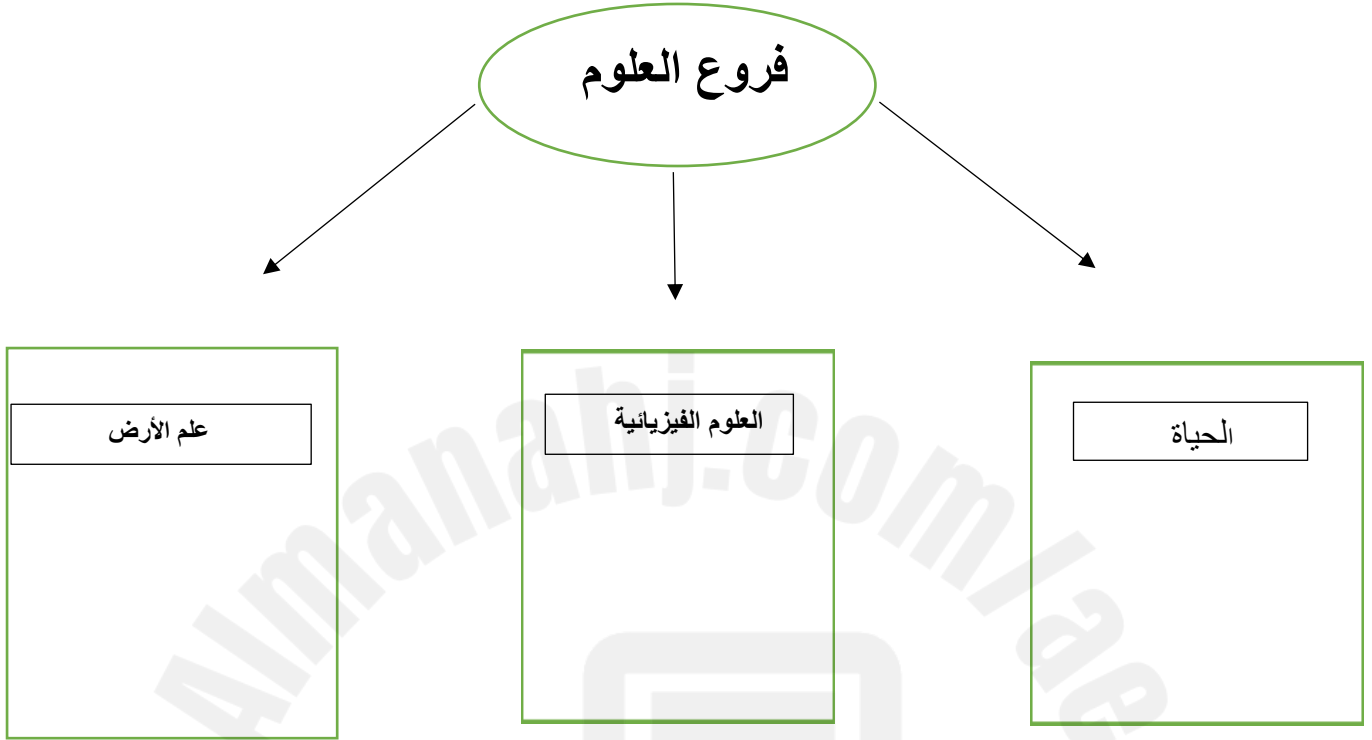 فروع العلوم
الحياة
العلوم الفيزيائية
علم الأرض
Almanahj.com/ae